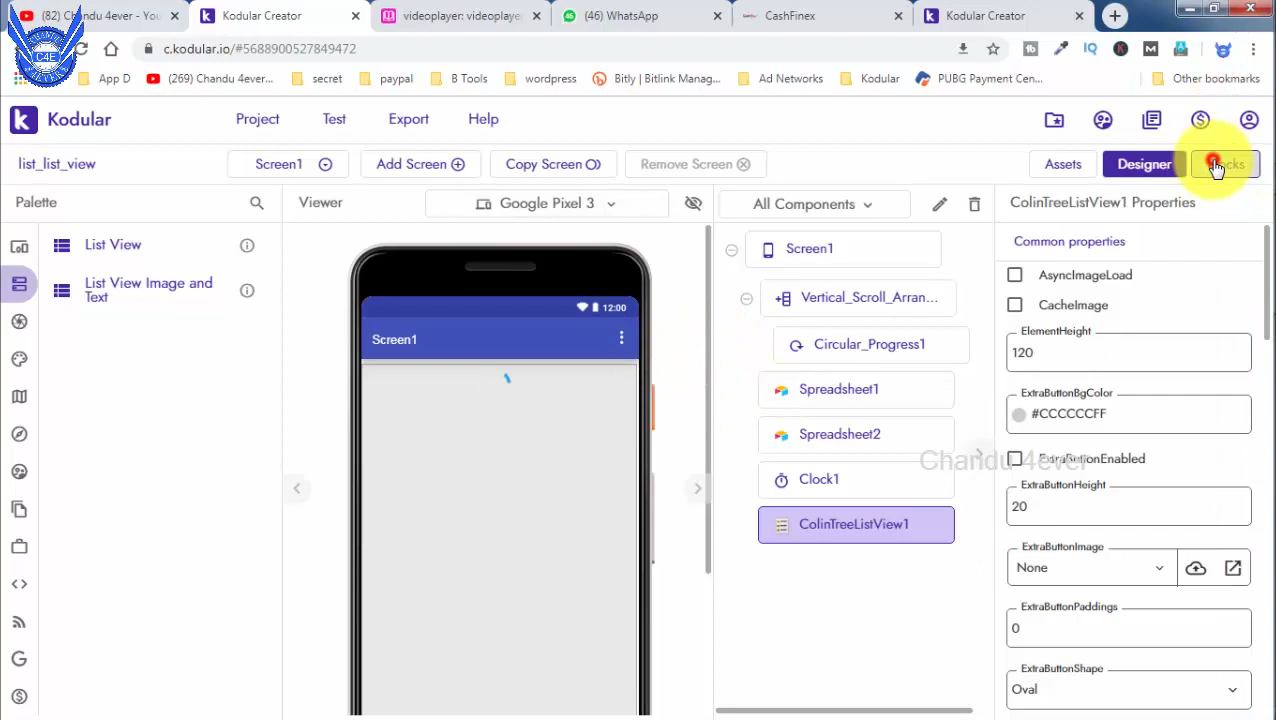 (82) Chandu 4ever - You
Kodular Creator
videoplayer: videoplaye
(46) WhatsApp
CashFinex
Kodular Creator
c.kodular.io/#5688900527849472
App D
(269) Chandu 4ever...
secret
paypal
8 Tools
wordpress
Bitly | Bitlink Manag...
Ad Networks
Kodular
PUBG Payment Cen...
Other bookmarks
C4E
Kodular
Project
Test
Export
Help
list_list_view
Screen1
Add Screen
Copy Screen
Remove Screen
Assets
Designer
Palette
Viewer
Google Pixel 3
All Components
ColinTreeListView1 Properties
List View
List View Image and
Text
12:00
Screen1
Screen1
Vertical_Scroll_Arran...
Circular_Progress1
Spreadsheet1
Spreadsheet2
Clock1
ColinTreeListView1
Common properties
AsyncImageLoad
CacheImage
ElementHeight
120
ExtraButtonBgColor
#CCCCCCFF
ExtraButtonEnabled
Chandu 4ever
ExtraButtonHeight
20
ExtraButtonImage
None
ExtraButtonPaddings
0
ExtraButtonShape
Oval